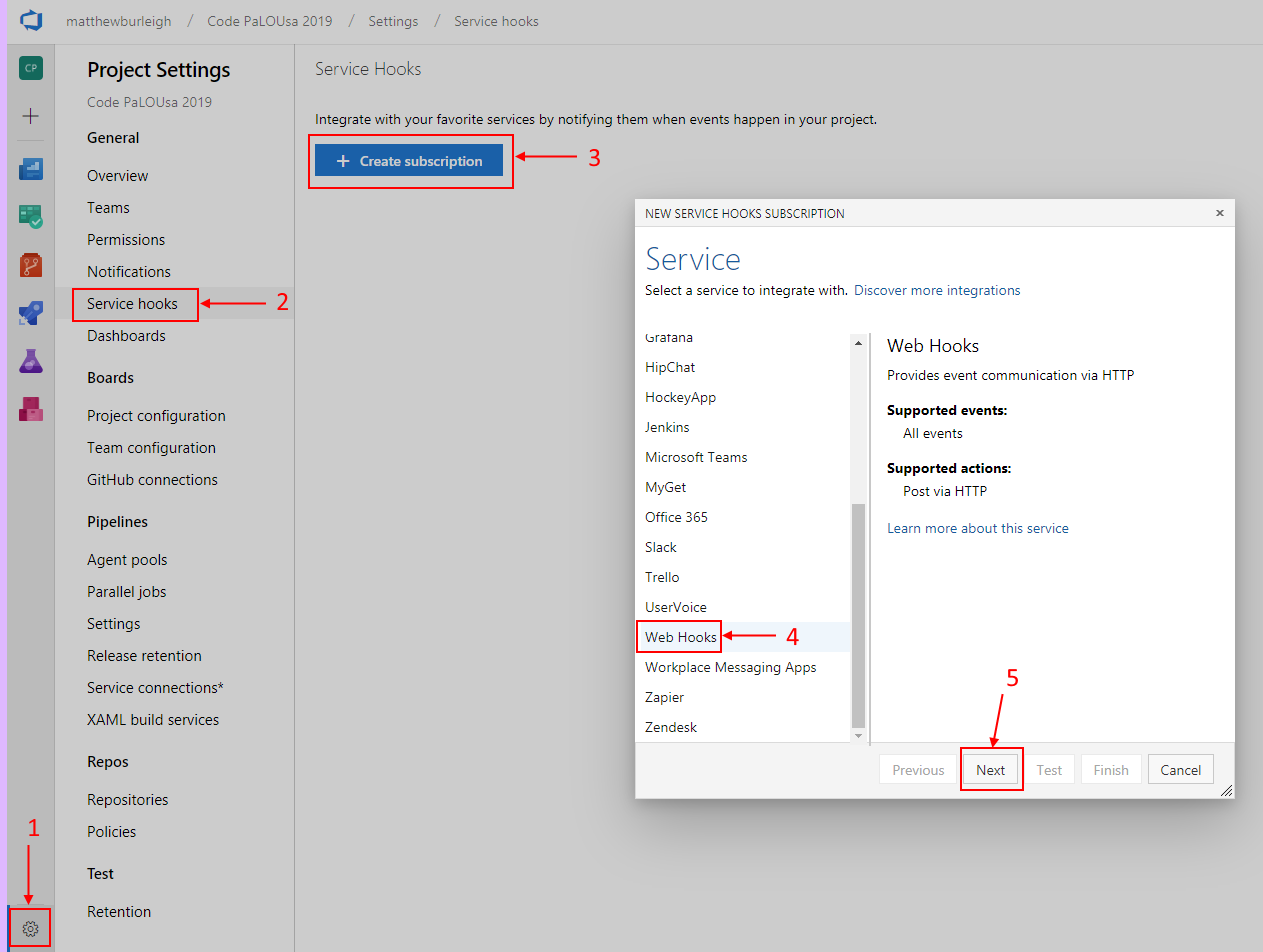 matthewburleigh / Code PaLOUsa 2019 / Settings / Service hooks
CP
Project Settings
Code PaLOUsa 2019
General
Overview
Teams
Permissions
Notifications
Service hooks
2
Dashboards
Boards
Project configuration
Team configuration
GitHub connections
Pipelines
Agent pools
Parallel jobs
Settings
Release retention
Service connections*
XAML build services
Repos
Repositories
Policies
Test
Retention
1
Service Hooks
Integrate with your favorite services by notifying them when events happen in your project.
+ Create subscription
3
NEW SERVICE HOOKS SUBSCRIPTION
Service
Select a service to integrate with. Discover more integrations
Grafana
HipChat
HockeyApp
Jenkins
Microsoft Teams
MyGet
Office 365
Slack
Trello
UserVoice
Web Hooks
4
Workplace Messaging Apps
Zapier
Zendesk
Web Hooks
Provides event communication via HTTP
Supported events:
All events
Supported actions:
Post via HTTP
Learn more about this service
5
Previous Next Test Finish Cancel